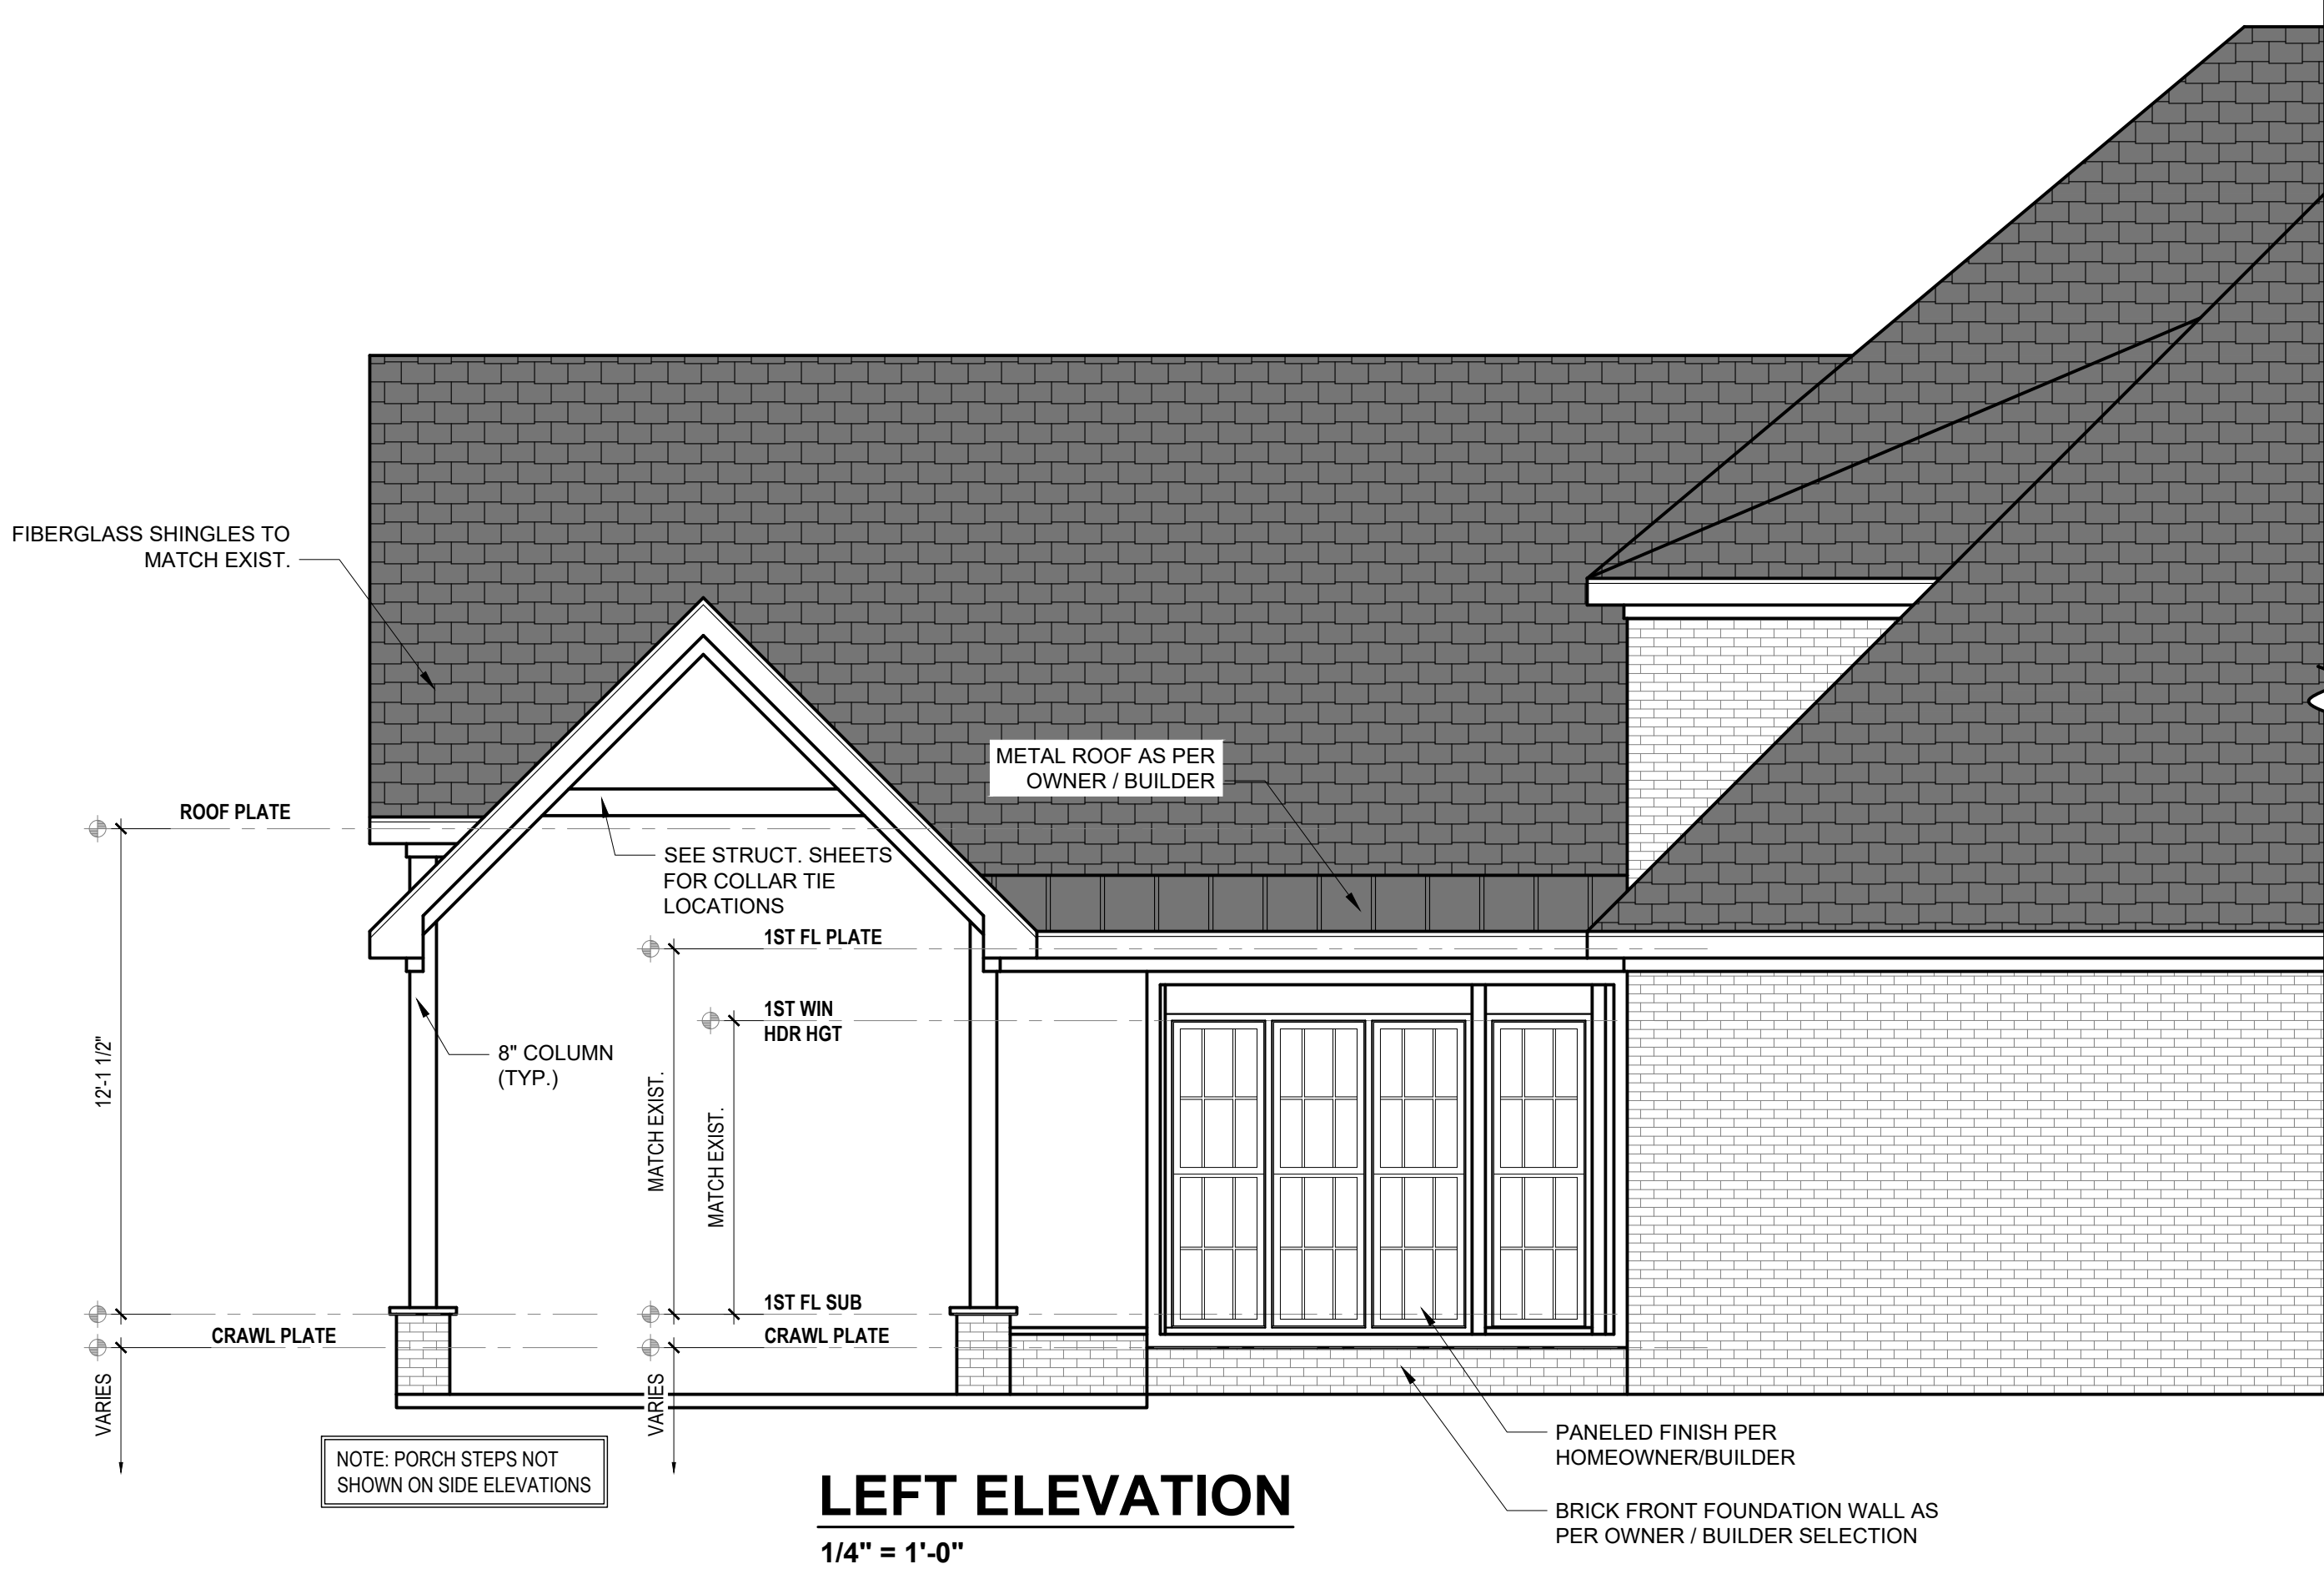 FIBERGLASS SHINGLES TO
MATCH EXIST.
METAL ROOF AS PER
OWNER / BUILDER
ROOF PLATE
SEE STRUCT. SHEETS
FOR COLLAR TIE
LOCATIONS
1ST FL PLATE
1ST WIN
HDR HGT
8" COLUMN
(TYP.)
12'-1 1/2"
MATCH EXIST.
MATCH EXIST.
1ST FL SUB
CRAWL PLATE
CRAWL PLATE
VARIES
VARIES
NOTE: PORCH STEPS NOT
SHOWN ON SIDE ELEVATIONS
PANELED FINISH PER
HOMEOWNER/BUILDER
BRICK FRONT FOUNDATION WALL AS
PER OWNER / BUILDER SELECTION
LEFT ELEVATION
1/4" = 1'-0"